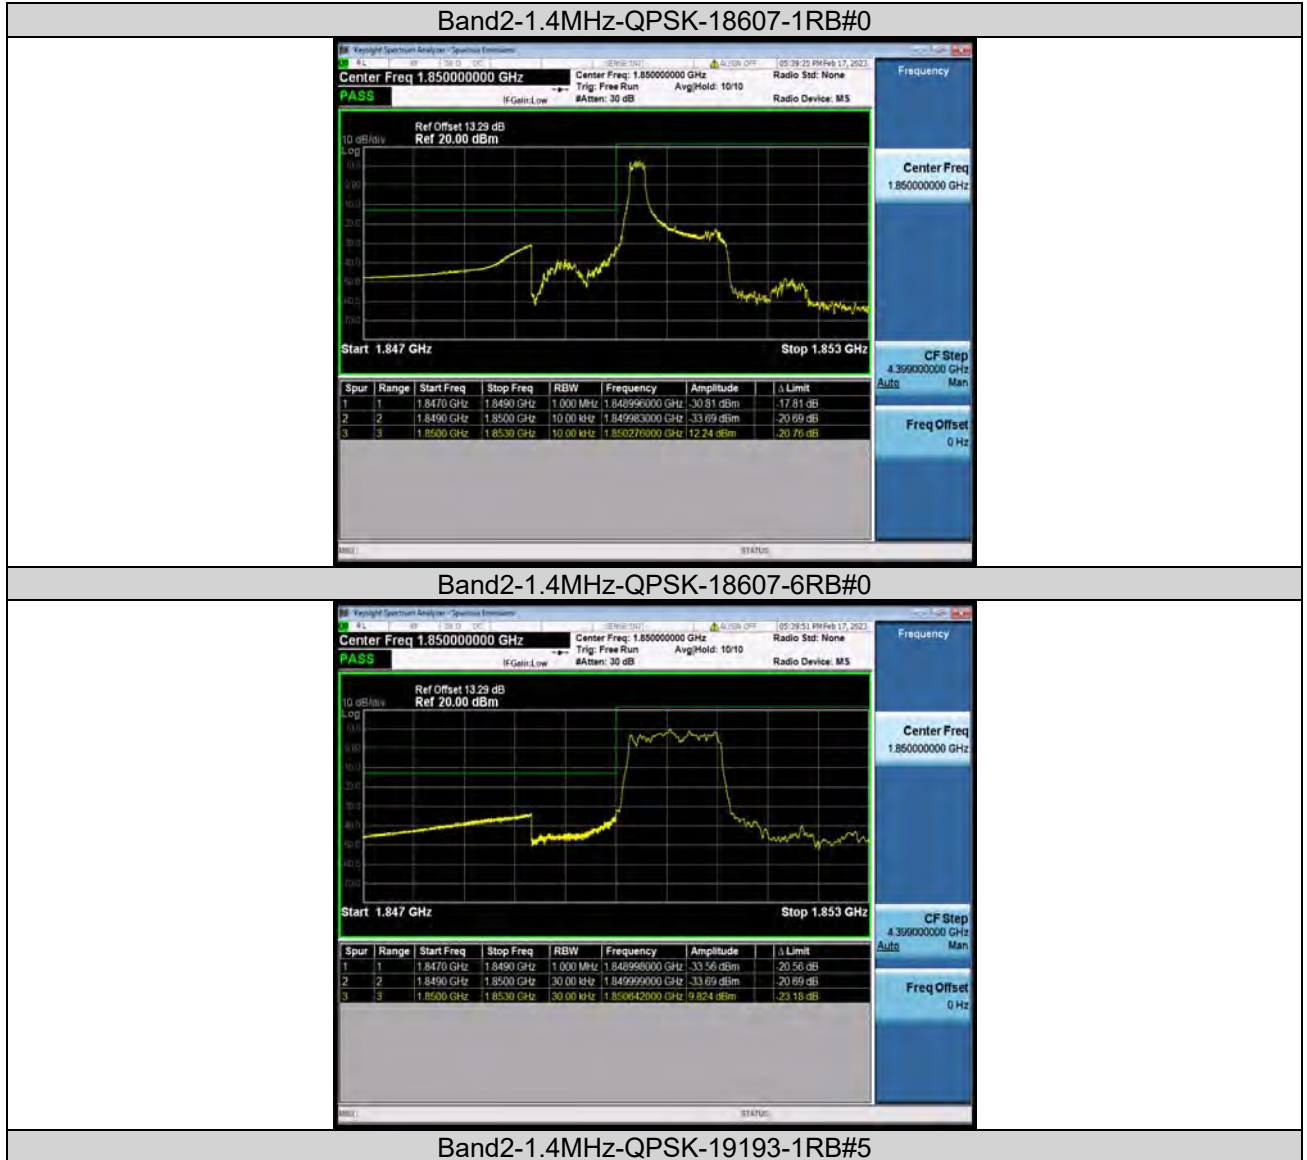 Band2-1.4MHz-QPSK-18607-1RB#0
Keysight Spectrum Analyzer - Spurious Emissions
05:39:25 PM Feb 17, 2023
Center Freq 1.850000000 GHz
Center Freq: 1.850000000 GHz
Radio Std: None
Frequency
PASS
Trig: Free Run
Avg|Hold: 10/10
IFGain:Low
#Atten: 30 dB
Radio Device: MS
Ref Offset 13.29 dB
10 dB/div
Ref 20.00 dBm
Log
Center Freq
1.850000000 GHz
Start 1.847 GHz
Stop 1.853 GHz
CF Step
4.399000000 GHz
Auto Man
Spur Range Start Freq Stop Freq RBW Frequency Amplitude Δ Limit
1 1 1.8470 GHz 1.8490 GHz 1.000 MHz 1.848996000 GHz -30.81 dBm -17.81 dB
2 2 1.8490 GHz 1.8500 GHz 10.00 kHz 1.849983000 GHz -33.69 dBm -20.69 dB
3 3 1.8500 GHz 1.8530 GHz 10.00 kHz 1.850276000 GHz 12.24 dBm -20.76 dB
Freq Offset
0 Hz
MSG
STATUS
Band2-1.4MHz-QPSK-18607-6RB#0
Keysight Spectrum Analyzer - Spurious Emissions
05:39:51 PM Feb 17, 2023
Center Freq 1.850000000 GHz
Center Freq: 1.850000000 GHz
Radio Std: None
Frequency
PASS
Trig: Free Run
Avg|Hold: 10/10
IFGain:Low
#Atten: 30 dB
Radio Device: MS
Ref Offset 13.29 dB
10 dB/div
Ref 20.00 dBm
Log
Center Freq
1.850000000 GHz
Start 1.847 GHz
Stop 1.853 GHz
CF Step
4.399000000 GHz
Auto Man
Spur Range Start Freq Stop Freq RBW Frequency Amplitude Δ Limit
1 1 1.8470 GHz 1.8490 GHz 1.000 MHz 1.848998000 GHz -33.56 dBm -20.56 dB
2 2 1.8490 GHz 1.8500 GHz 30.00 kHz 1.849999000 GHz -33.69 dBm -20.69 dB
3 3 1.8500 GHz 1.8530 GHz 30.00 kHz 1.850642000 GHz 9.824 dBm -23.18 dB
Freq Offset
0 Hz
MSG
STATUS
Band2-1.4MHz-QPSK-19193-1RB#5